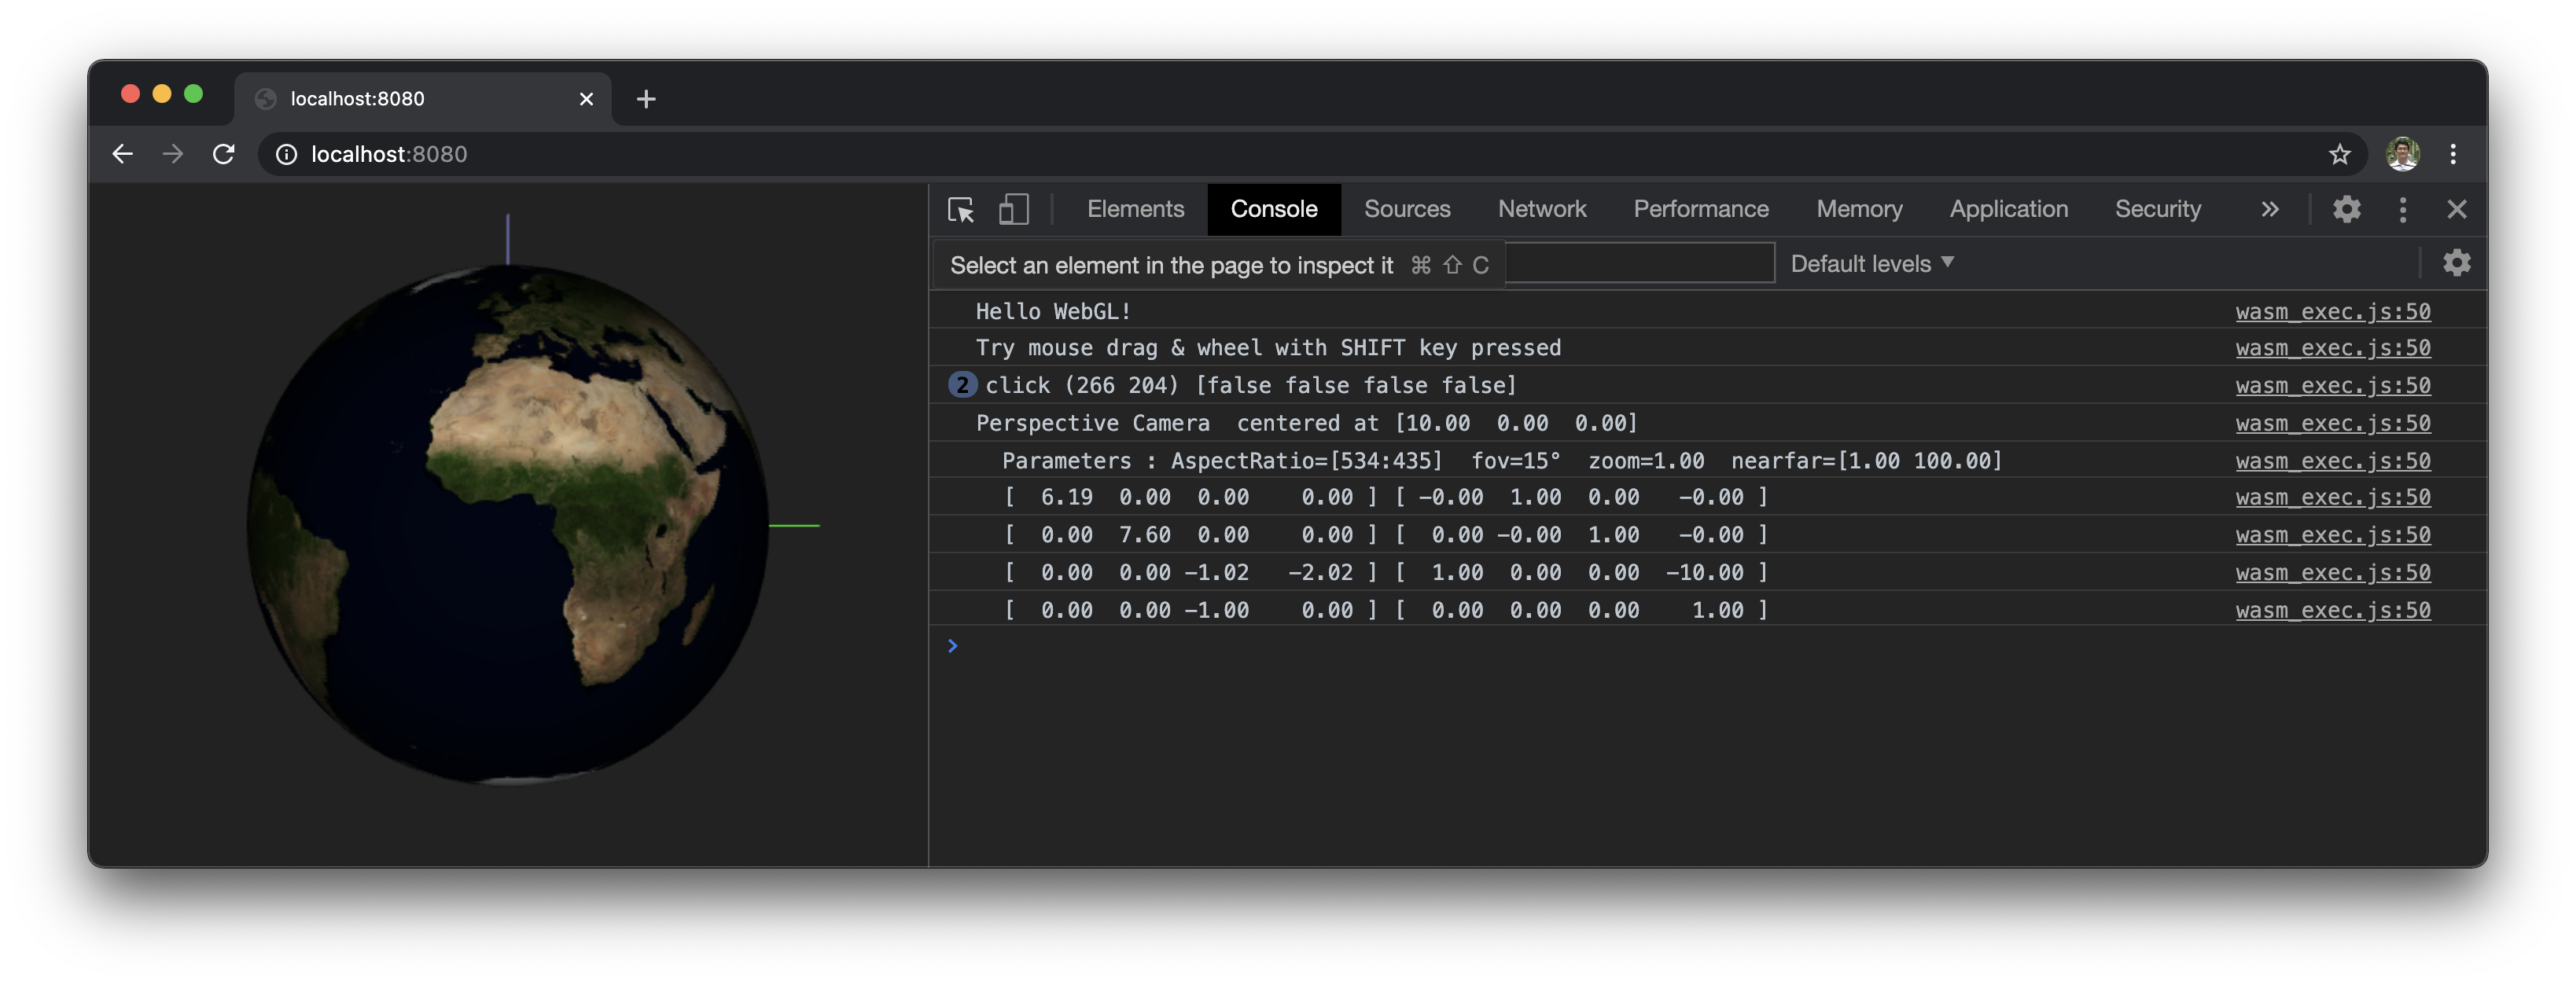 localhost:8080
localhost:8080
Elements Console Sources Network Performance Memory Application Security
Select an element in the page to inspect it ⌘ ⇧ C Default levels ▼
Hello WebGL! wasm_exec.js:50
Try mouse drag & wheel with SHIFT key pressed wasm_exec.js:50
2 click (266 204) [false false false false] wasm_exec.js:50
Perspective Camera  centered at [10.00  0.00  0.00] wasm_exec.js:50
Parameters : AspectRatio=[534:435]  fov=15°  zoom=1.00  nearfar=[1.00 100.00] wasm_exec.js:50
[  6.19  0.00  0.00    0.00 ] [ -0.00  1.00  0.00   -0.00 ] wasm_exec.js:50
[  0.00  7.60  0.00    0.00 ] [  0.00 -0.00  1.00   -0.00 ] wasm_exec.js:50
[  0.00  0.00 -1.02   -2.02 ] [  1.00  0.00  0.00  -10.00 ] wasm_exec.js:50
[  0.00  0.00 -1.00    0.00 ] [  0.00  0.00  0.00    1.00 ] wasm_exec.js:50